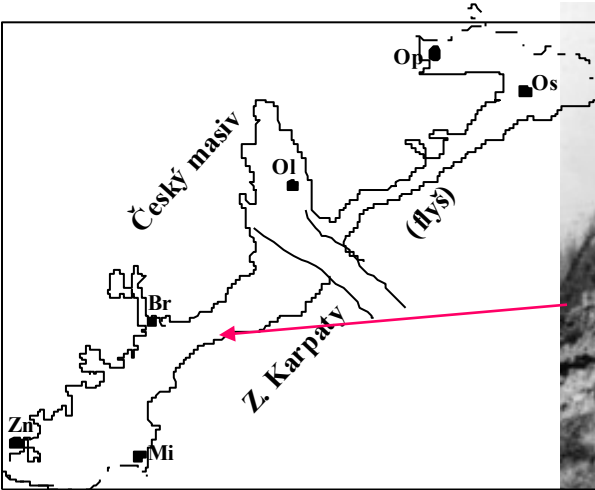 Op
Os
Český masiv
Ol
(flyš)
Br
Z. Karpaty
Zn
Mi